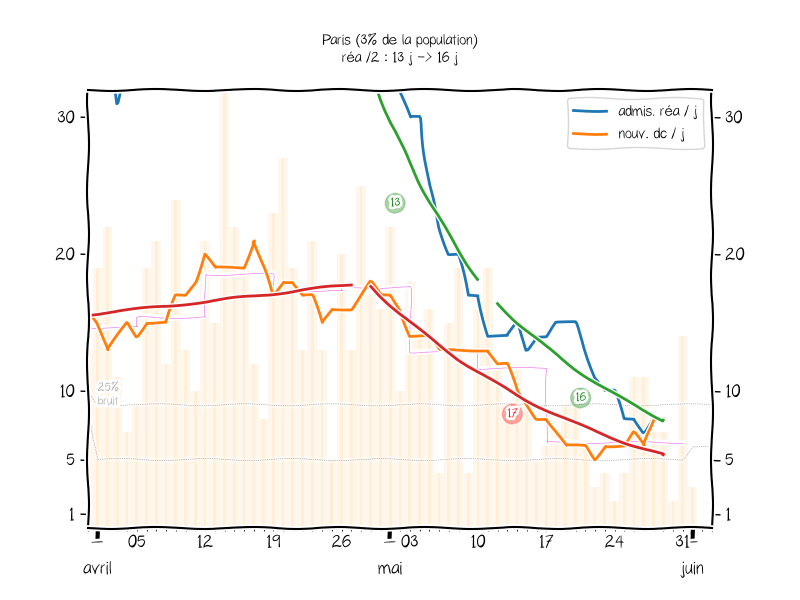 Paris (3% de la population)
réa /2 : 13 j -> 16 j
admis. réa / j
nouv. dc / j
30
30
13
20
20
25%
bruit
10
10
16
17
5
5
1
1
05
12
19
26
03
10
17
24
31
avril
mai
juin